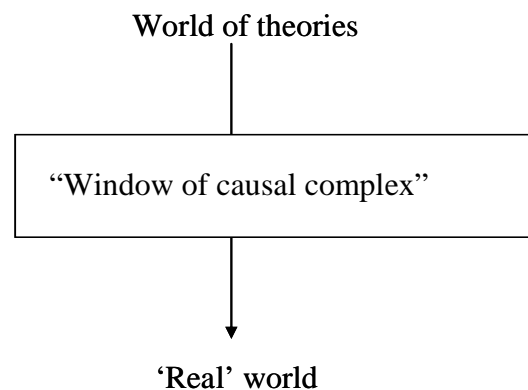 World of theories
“Window of causal complex”
‘Real’ world